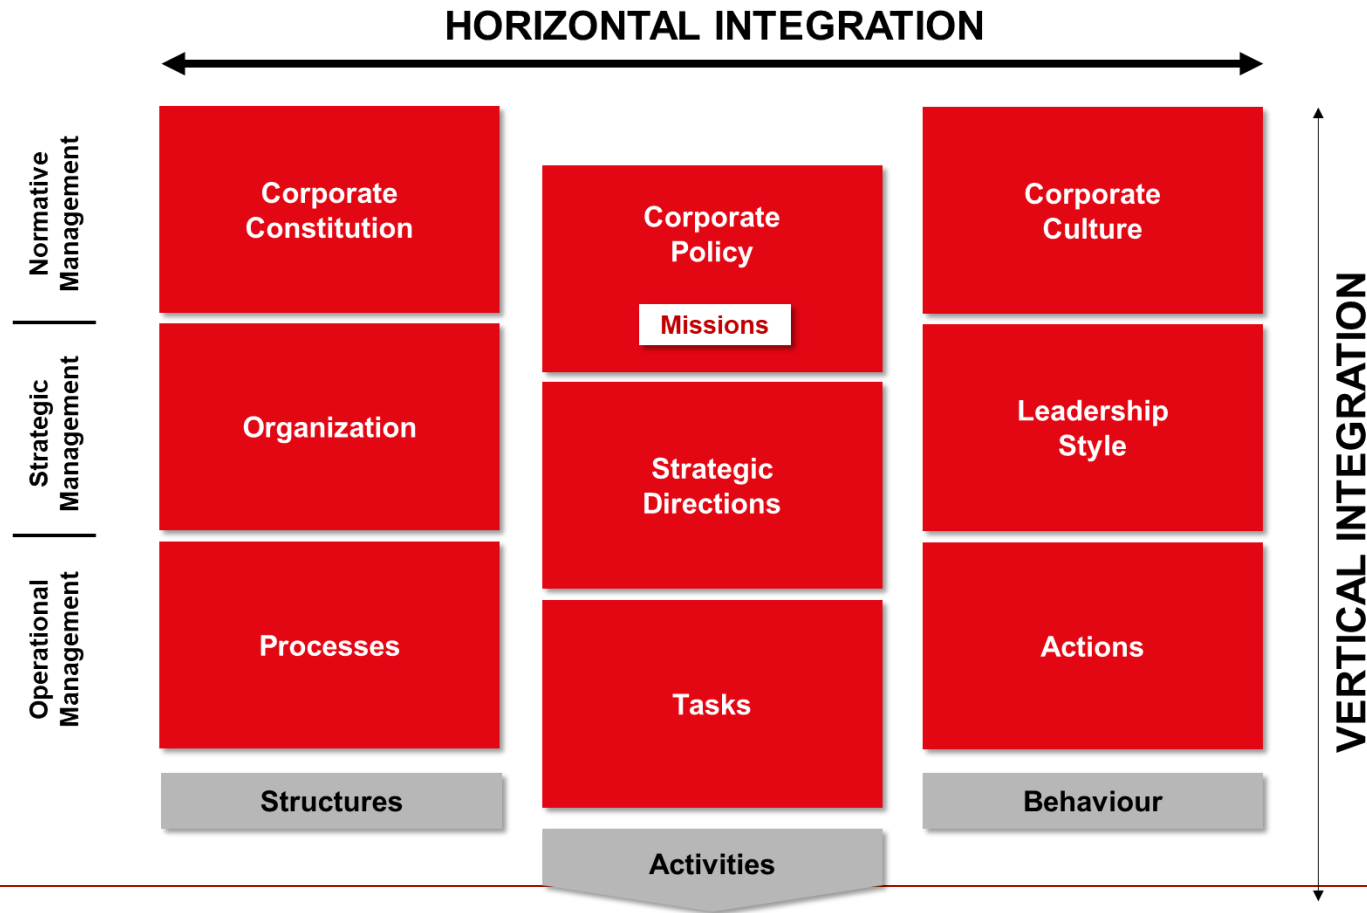 HORIZONTAL INTEGRATION
Normative
Management
Corporate
Constitution
Corporate
Policy
Missions
Corporate
Culture
Strategic
Management
Organization
Strategic
Directions
Leadership
Style
Operational
Management
Processes
Tasks
Actions
Structures
Activities
Behaviour
VERTICAL INTEGRATION